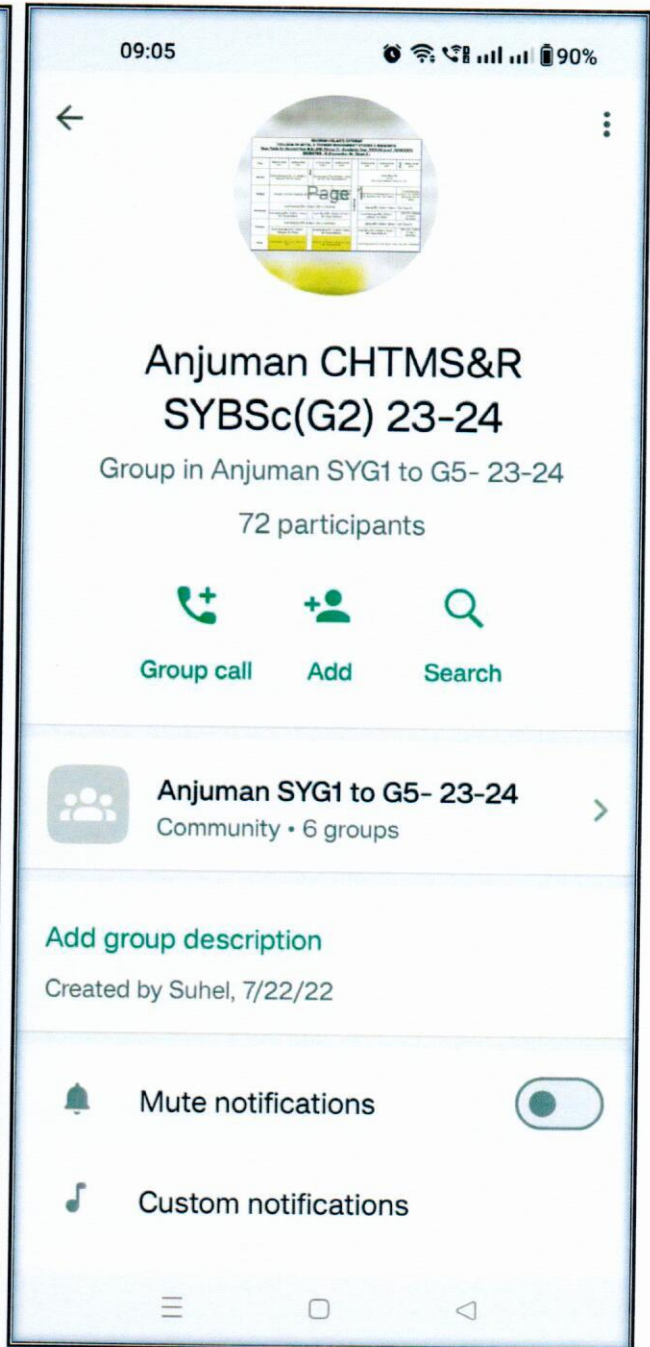 09:05
90%
Page
Anjuman CHTMS&R
SYBSc(G2) 23-24
Group in Anjuman SYG1 to G5- 23-24
72 participants
Group call Add Search
Anjuman SYG1 to G5- 23-24
Community • 6 groups
Add group description
Created by Suhel, 7/22/22
Mute notifications
Custom notifications